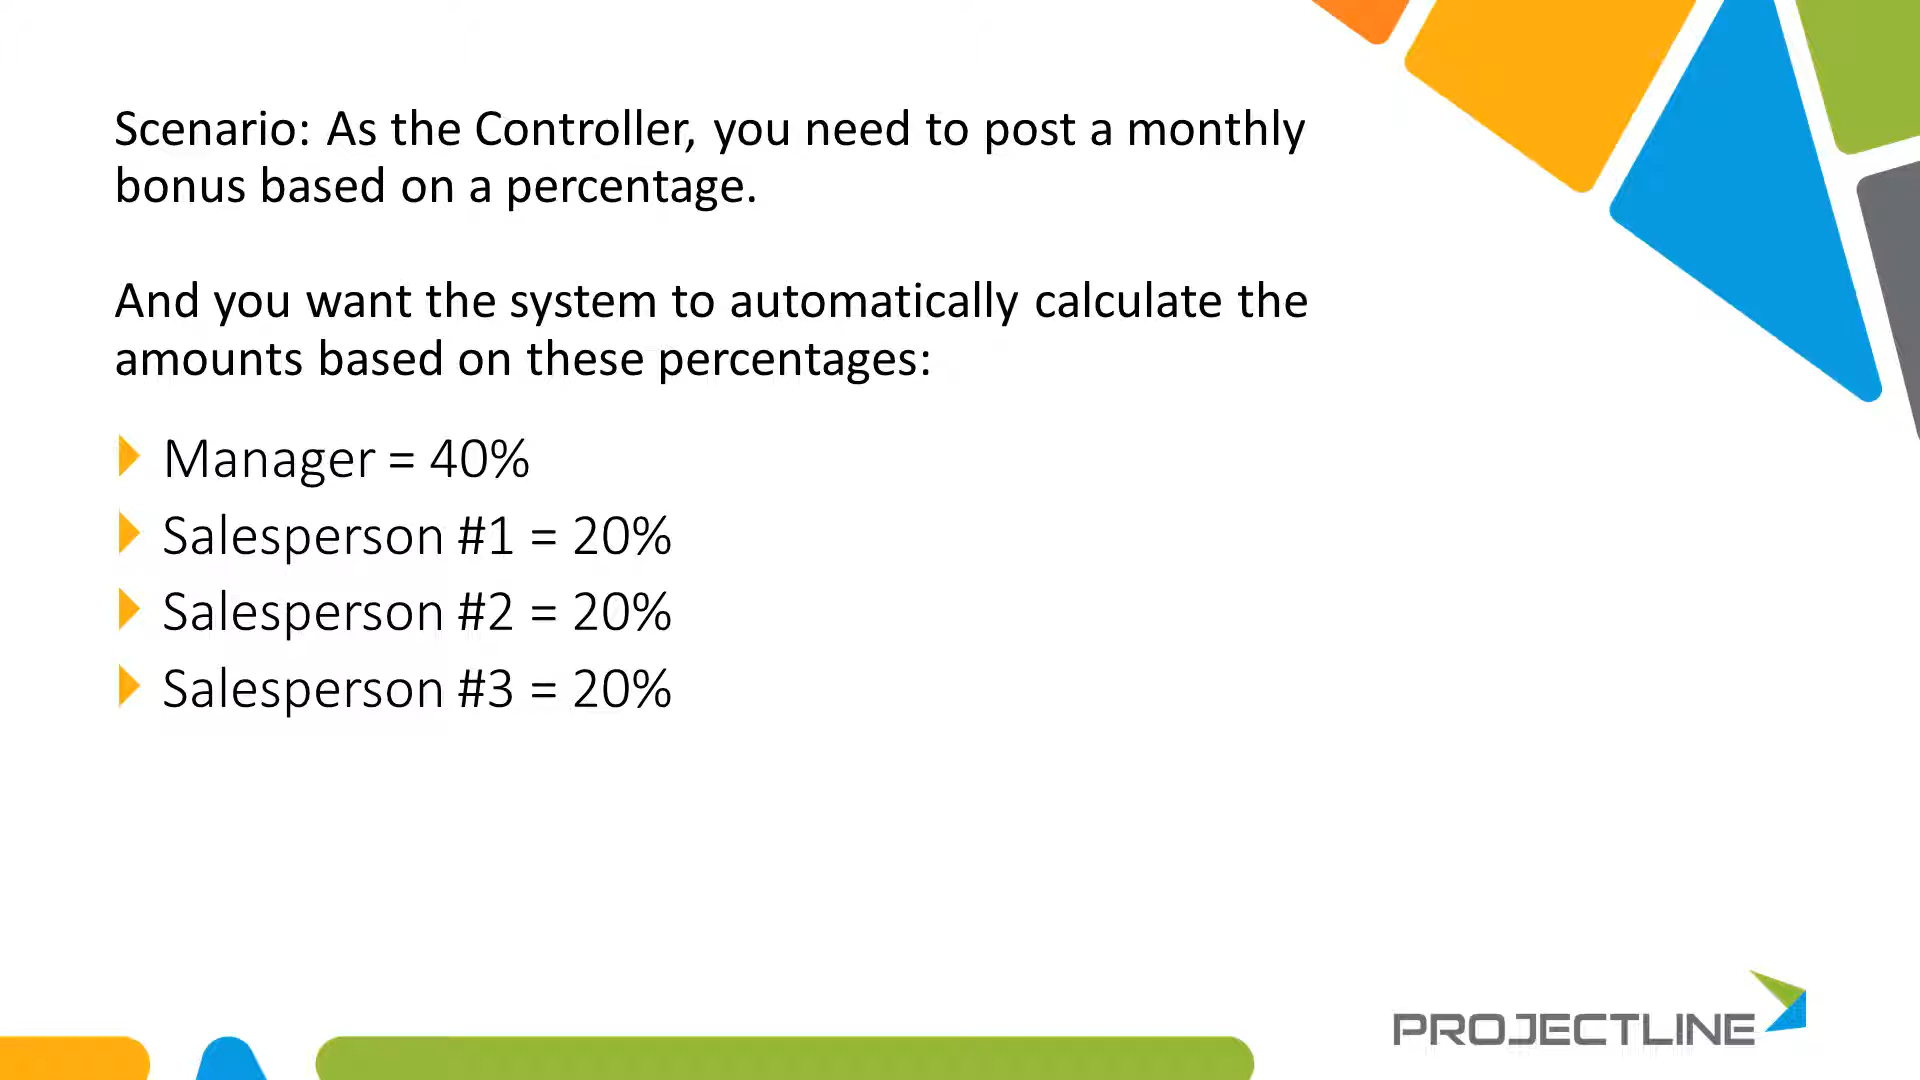 Scenario: As the Controller, you need to post a monthly
bonus based on a percentage.
And you want the system to automatically calculate the
amounts based on these percentages:
Manager = 40%
Salesperson #1 = 20%
Salesperson #2 = 20%
Salesperson #3 = 20%
PROJECTLINE